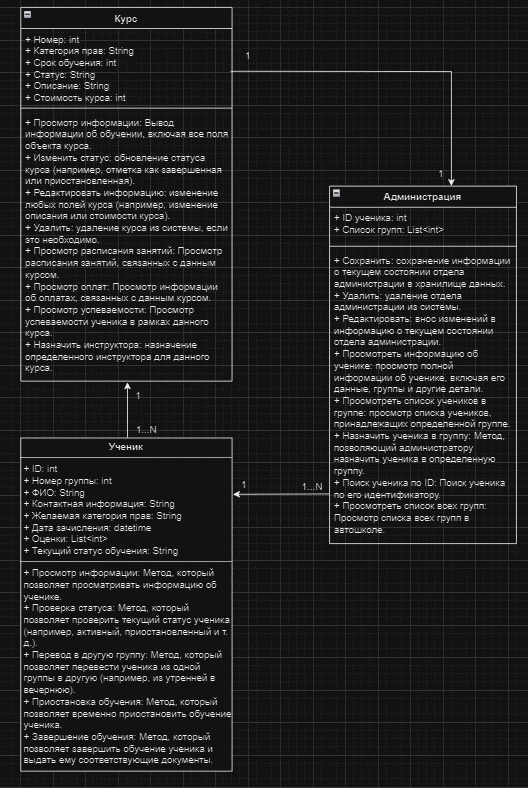 Курс
+ Номер: int
+ Категория прав: String
+ Срок обучения: int
+ Статус: String
+ Описание: String
+ Стоимость курса: int
+ Просмотр информации: Вывод
информации об обучении, включая все поля
объекта курса.
+ Изменить статус: обновление статуса
курса (например, отметка как завершенная
или приостановленная).
+ Редактировать информацию: изменение
любых полей курса (например, изменение
описания или стоимости курса).
+ Удалить: удаление курса из системы, если
это необходимо.
+ Просмотр расписания занятий: Просмотр
расписания занятий, связанных с данным
курсом.
+ Просмотр оплат: Просмотр информации
об оплатах, связанных с данным курсом.
+ Просмотр успеваемости: Просмотр
успеваемости ученика в рамках данного
курса.
+ Назначить инструктора: назначение
определенного инструктора для данного
курса.
1
1
Администрация
+ ID ученика: int
+ Список групп: List<int>
+ Сохранить: сохранение информации
о текущем состоянии отдела
администрации в хранилище данных.
+ Удалить: удаление отдела
администрации из системы.
+ Редактировать: внос изменений в
информацию о текущем состоянии
отдела администрации.
+ Просмотреть информацию об
ученике: просмотр полной
информации об ученике, включая его
данные, группы и другие детали.
+ Просмотреть список учеников в
группе: просмотр списка учеников,
принадлежащих определенной группе.
+ Назначить ученика в группу: Метод,
позволяющий администратору
назначить ученика в определенную
группу.
+ Поиск ученика по ID: Поиск ученика
по его идентификатору.
+ Просмотреть список всех групп:
Просмотр списка всех групп в
автошколе.
1
1...N
1
1...N
Ученик
+ ID: int
+ Номер группы: int
+ ФИО: String
+ Контактная информация: String
+ Желаемая категория прав: String
+ Дата зачисления: datetime
+ Оценки: List<int>
+ Текущий статус обучения: String
+ Просмотр информации: Метод, который
позволяет просматривать информацию об
ученике.
+ Проверка статуса: Метод, который
позволяет проверить текущий статус ученика
(например, активный, приостановленный и т.
д.).
+ Перевод в другую группу: Метод, который
позволяет перевести ученика из одной
группы в другую (например, из утренней в
вечернюю).
+ Приостановка обучения: Метод, который
позволяет временно приостановить обучение
ученика.
+ Завершение обучения: Метод, который
позволяет завершить обучение ученика и
выдать ему соответствующие документы.